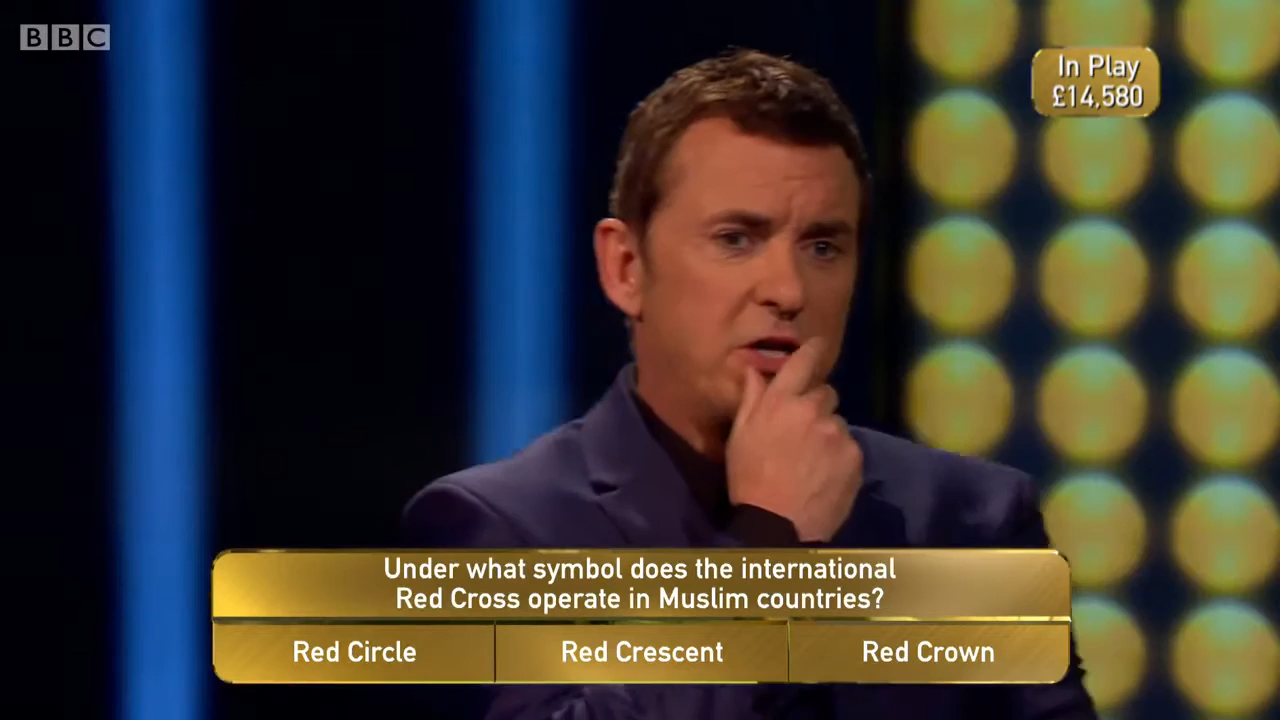 BBC
In Play
£14,580
Under what symbol does the international
Red Cross operate in Muslim countries?
Red Circle
Red Crescent
Red Crown